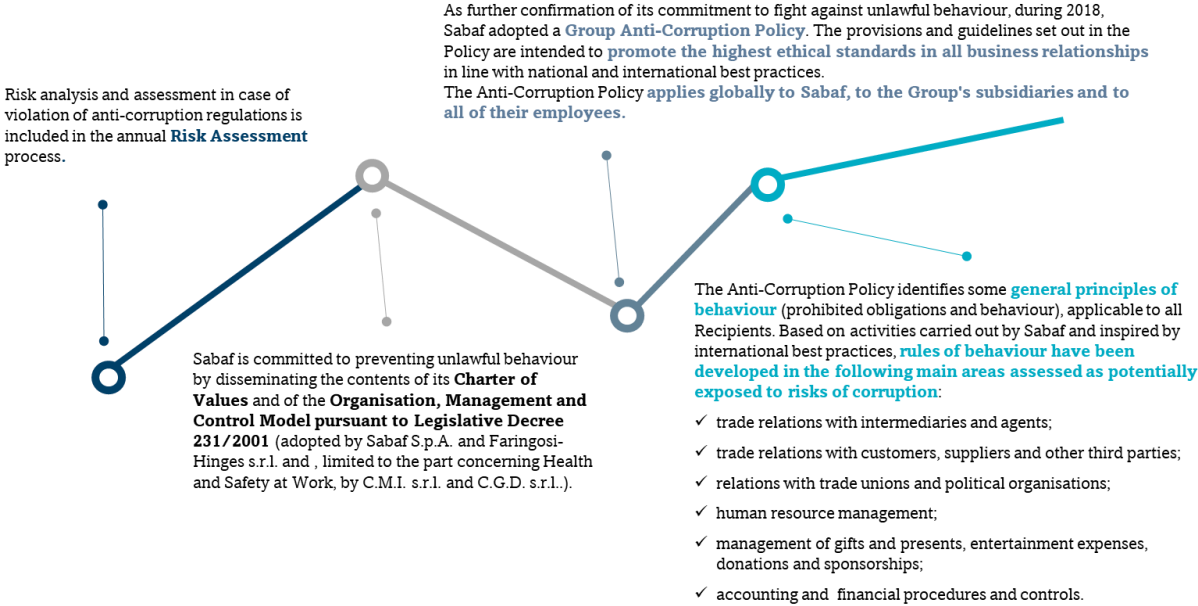 Risk analysis and assessment in case of
violation of anti-corruption regulations is
included in the annual Risk Assessment
process.
Sabaf is committed to preventing unlawful behaviour
by disseminating the contents of its Charter of
Values and of the Organisation, Management and
Control Model pursuant to Legislative Decree
231/2001 (adopted by Sabaf S.p.A. and Faringosi-
Hinges s.r.l. and , limited to the part concerning Health
and Safety at Work, by C.M.I. s.r.l. and C.G.D. s.r.l..).
As further confirmation of its commitment to fight against unlawful behaviour, during 2018,
Sabaf adopted a Group Anti-Corruption Policy. The provisions and guidelines set out in the
Policy are intended to promote the highest ethical standards in all business relationships
in line with national and international best practices.
The Anti-Corruption Policy applies globally to Sabaf, to the Group's subsidiaries and to
all of their employees.
The Anti-Corruption Policy identifies some general principles of
behaviour (prohibited obligations and behaviour), applicable to all
Recipients. Based on activities carried out by Sabaf and inspired by
international best practices, rules of behaviour have been
developed in the following main areas assessed as potentially
exposed to risks of corruption:
✓ trade relations with intermediaries and agents;
✓ trade relations with customers, suppliers and other third parties;
✓ relations with trade unions and political organisations;
✓ human resource management;
✓ management of gifts and presents, entertainment expenses,
donations and sponsorships;
✓ accounting and financial procedures and controls.